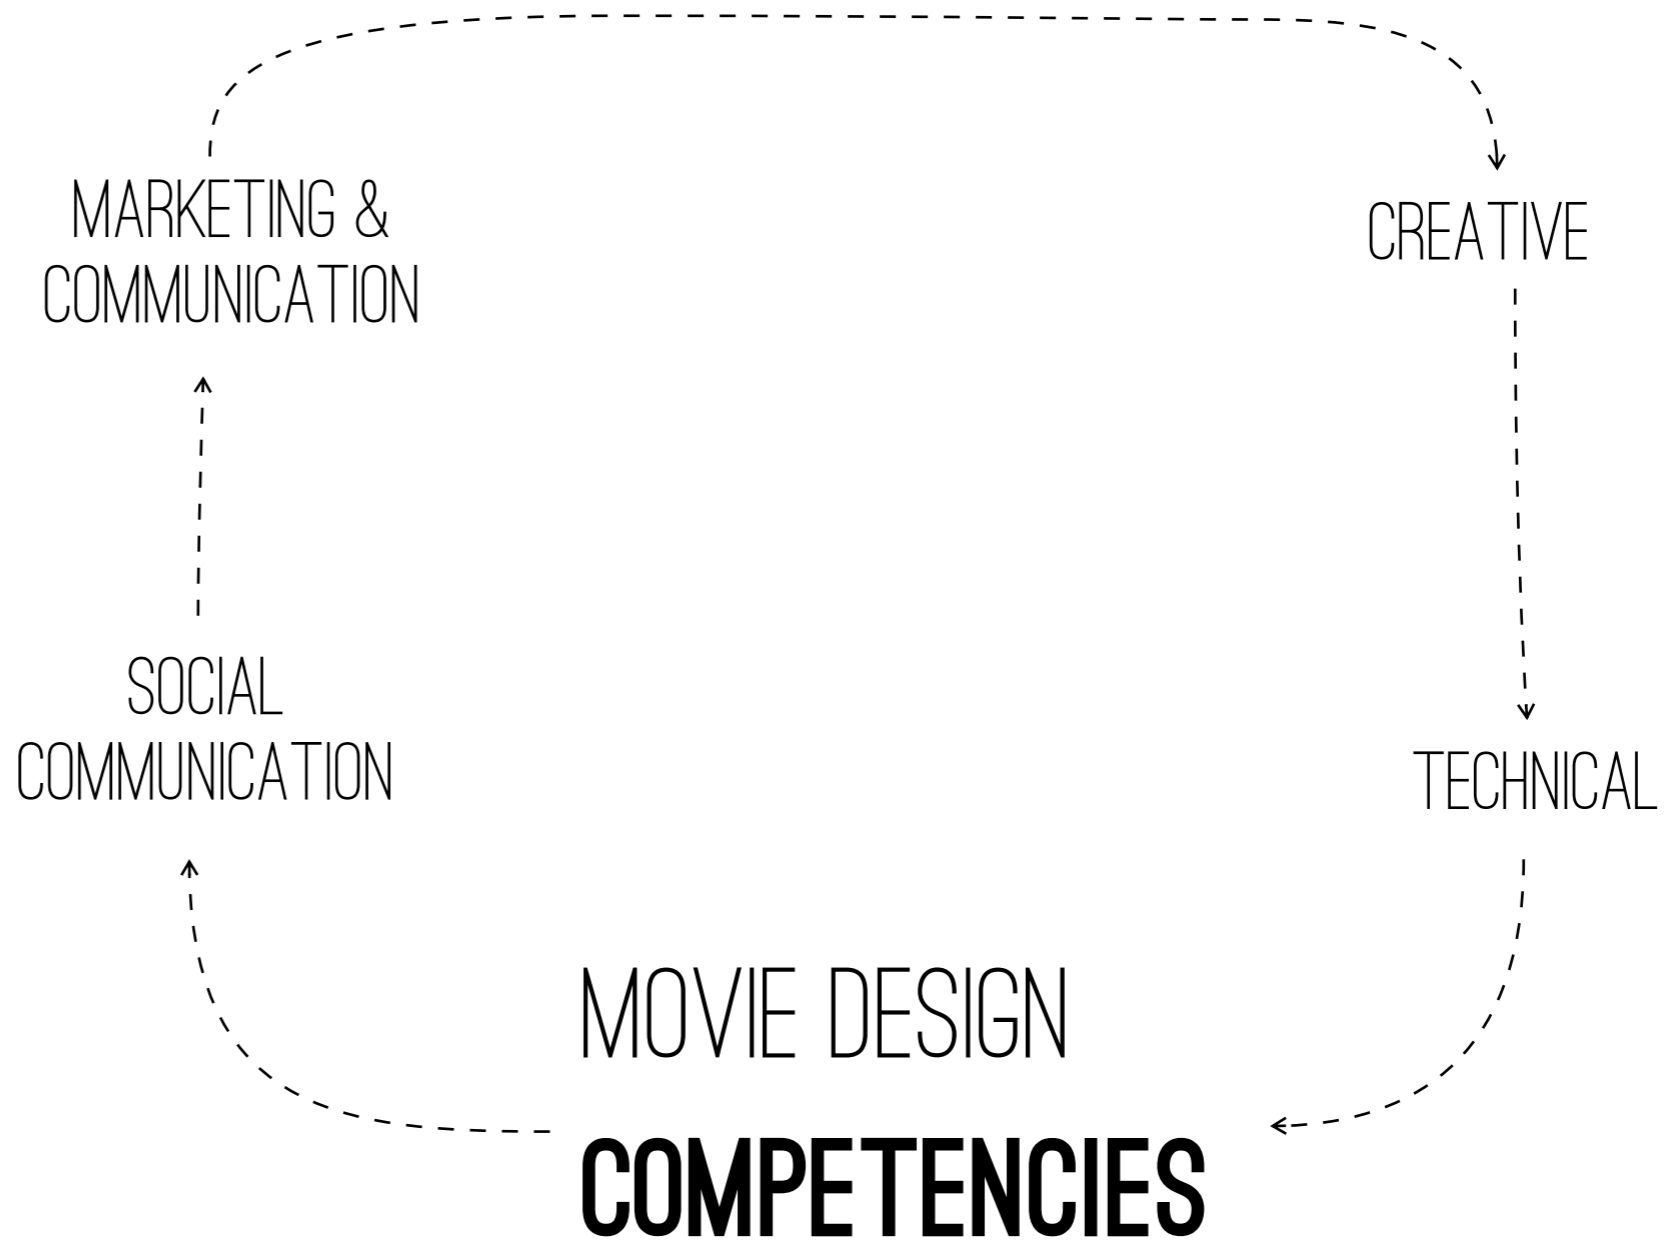 MARKETING &
COMMUNICATION
CREATIVE
SOCIAL
COMMUNICATION
TECHNICAL
MOVIE DESIGN
COMPETENCIES